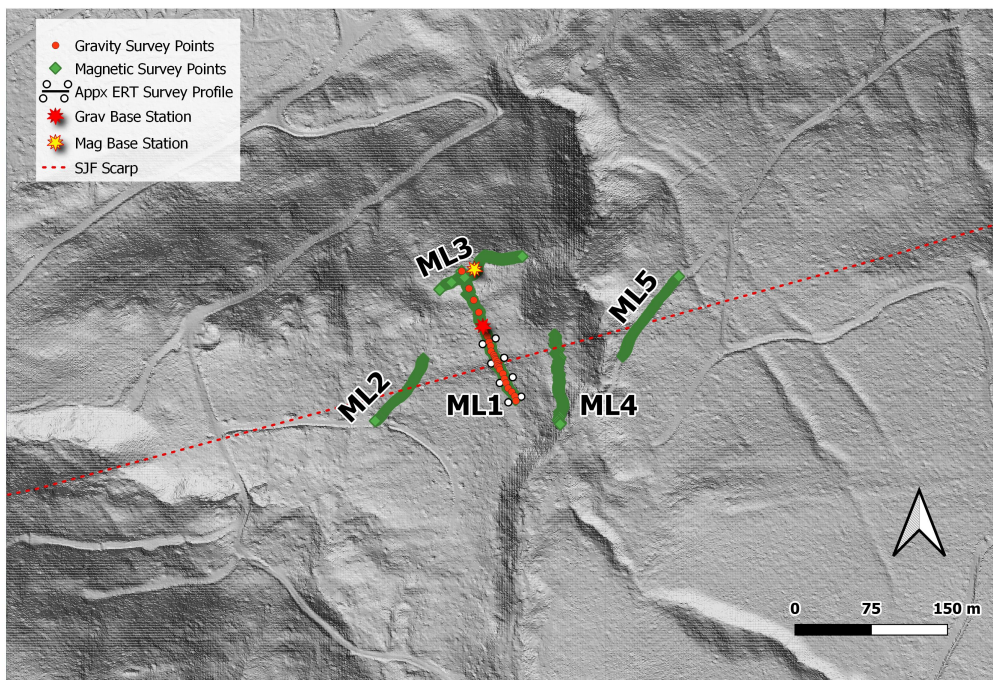 Gravity Survey Points
Magnetic Survey Points
Appx ERT Survey Profile
Grav Base Station
Mag Base Station
SJF Scarp
ML3
ML5
ML2
ML1
ML4
0 75 150 m